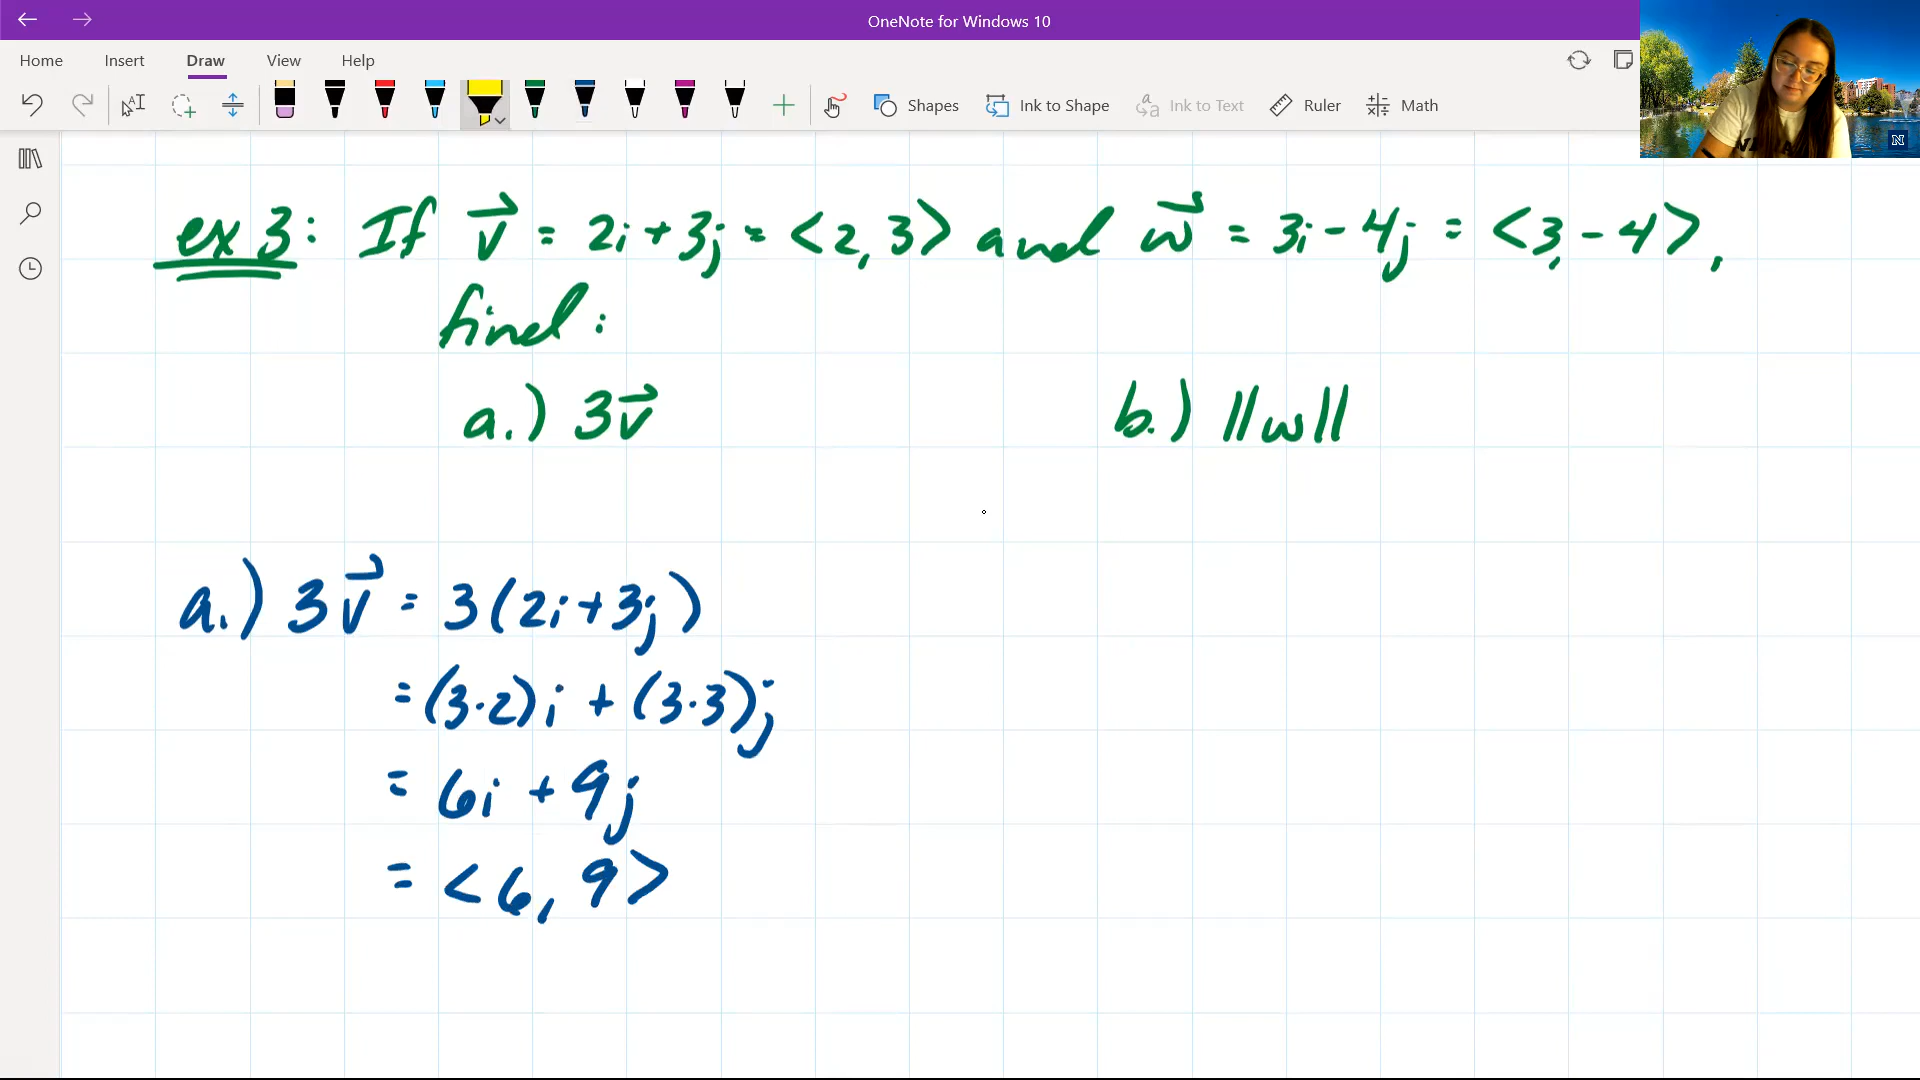 OneNote for Windows 10
Home Insert Draw View Help
Shapes Ink to Shape Ink to Text Ruler Math
N
ex 3: If v⃗ = 2i + 3j = <2, 3> and w⃗ = 3i - 4j = <3, -4>,
find:
a.) 3v⃗ b.) ||w||
a.) 3v⃗ = 3(2i + 3j)
= (3·2)i + (3·3)j
= 6i + 9j
= <6, 9>